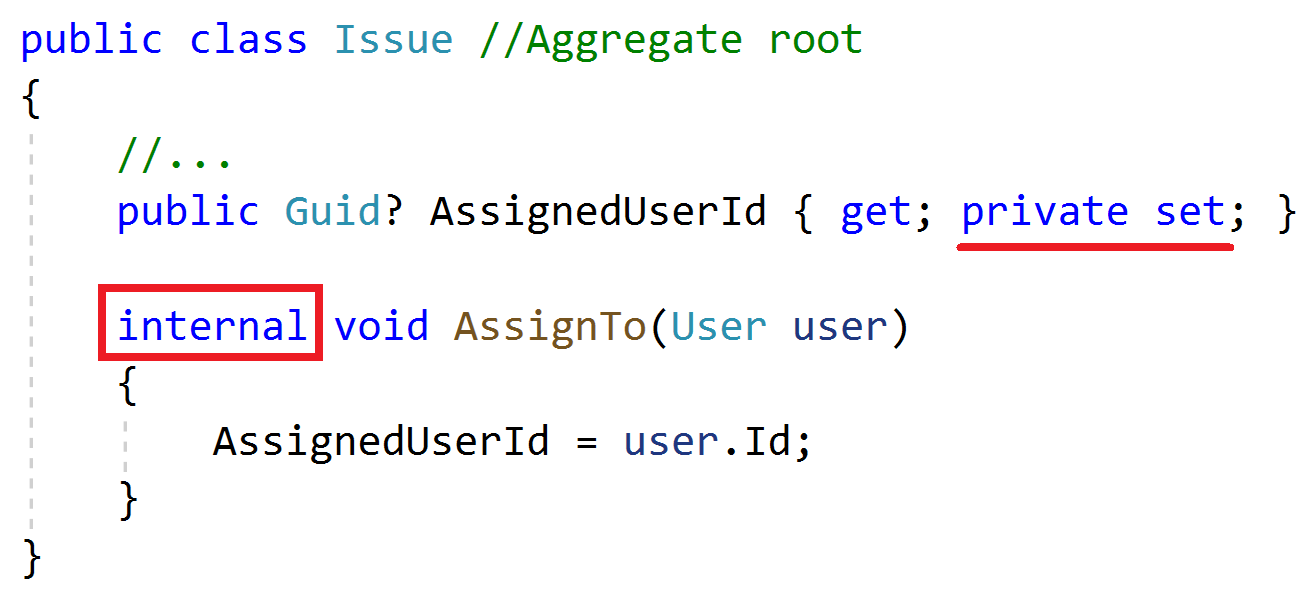 public class Issue //Aggregate root
{
//...
public Guid? AssignedUserId { get; private set; }
internal void AssignTo(User user)
{
AssignedUserId = user.Id;
}
}